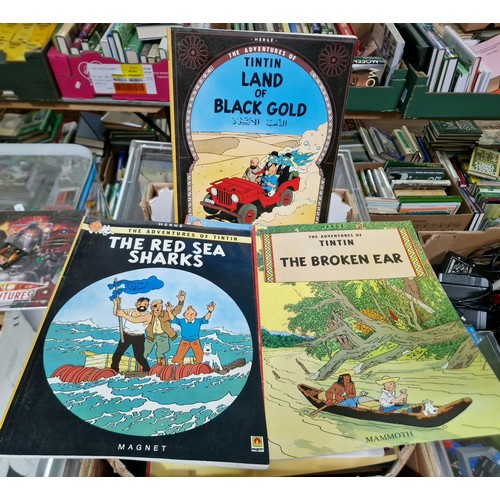 HERGÉ
THE ADVENTURES OF
TINTIN
LAND
OF
BLACK GOLD
THE ADVENTURES OF TINTIN
THE RED SEA
SHARKS
MAGNET
THE ADVENTURES OF
TINTIN
THE BROKEN EAR
MAMMOTH